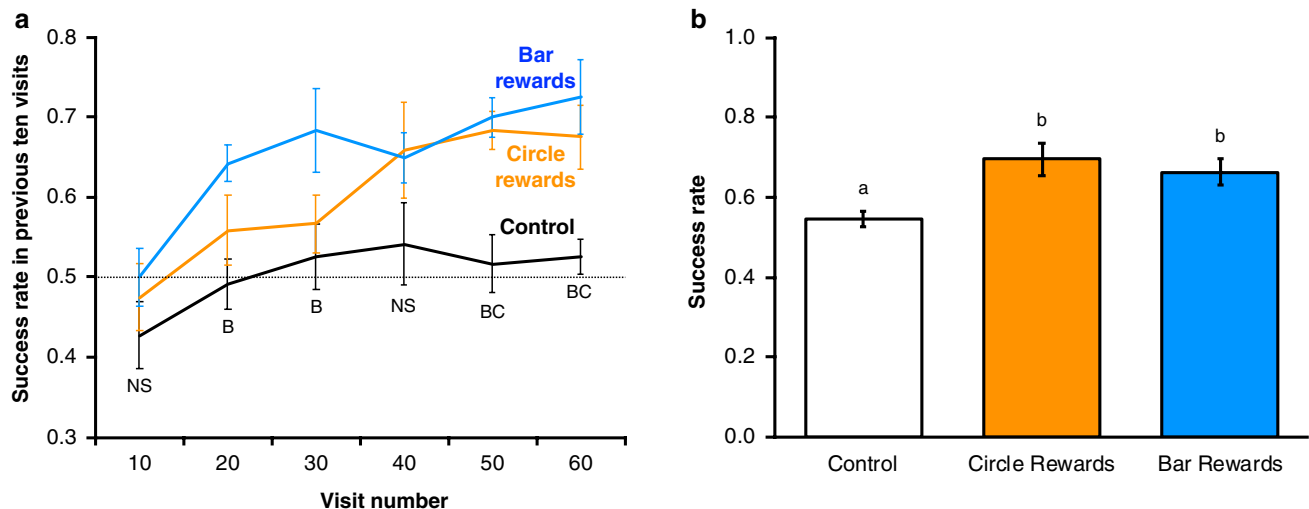 a
Success rate in previous ten visits
0.8
0.7
0.6
0.5
0.4
0.3
Bar
rewards
Circle
rewards
Control
NS
B
B
NS
BC
BC
10 20 30 40 50 60
Visit number
b
Success rate
1.0
0.8
0.6
0.4
0.2
0.0
a
b
b
Control Circle Rewards Bar Rewards